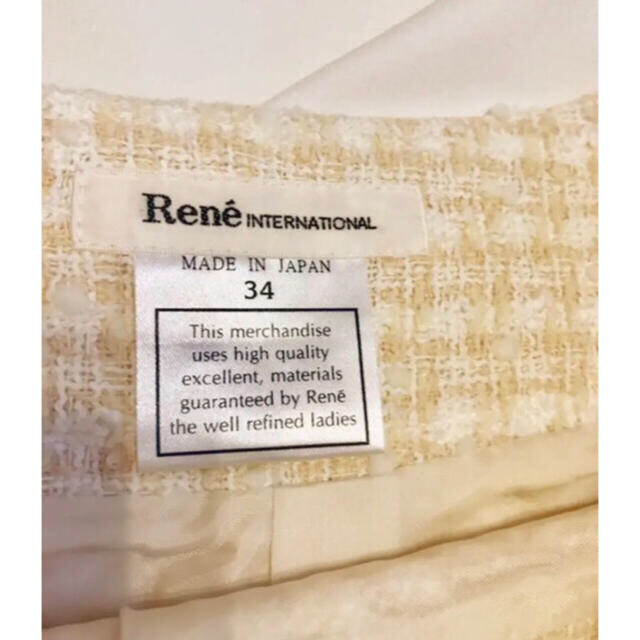 René INTERNATIONAL
MADE IN JAPAN
34
This merchandise
uses high quality
excellent, materials
guaranteed by René
the well refined ladies